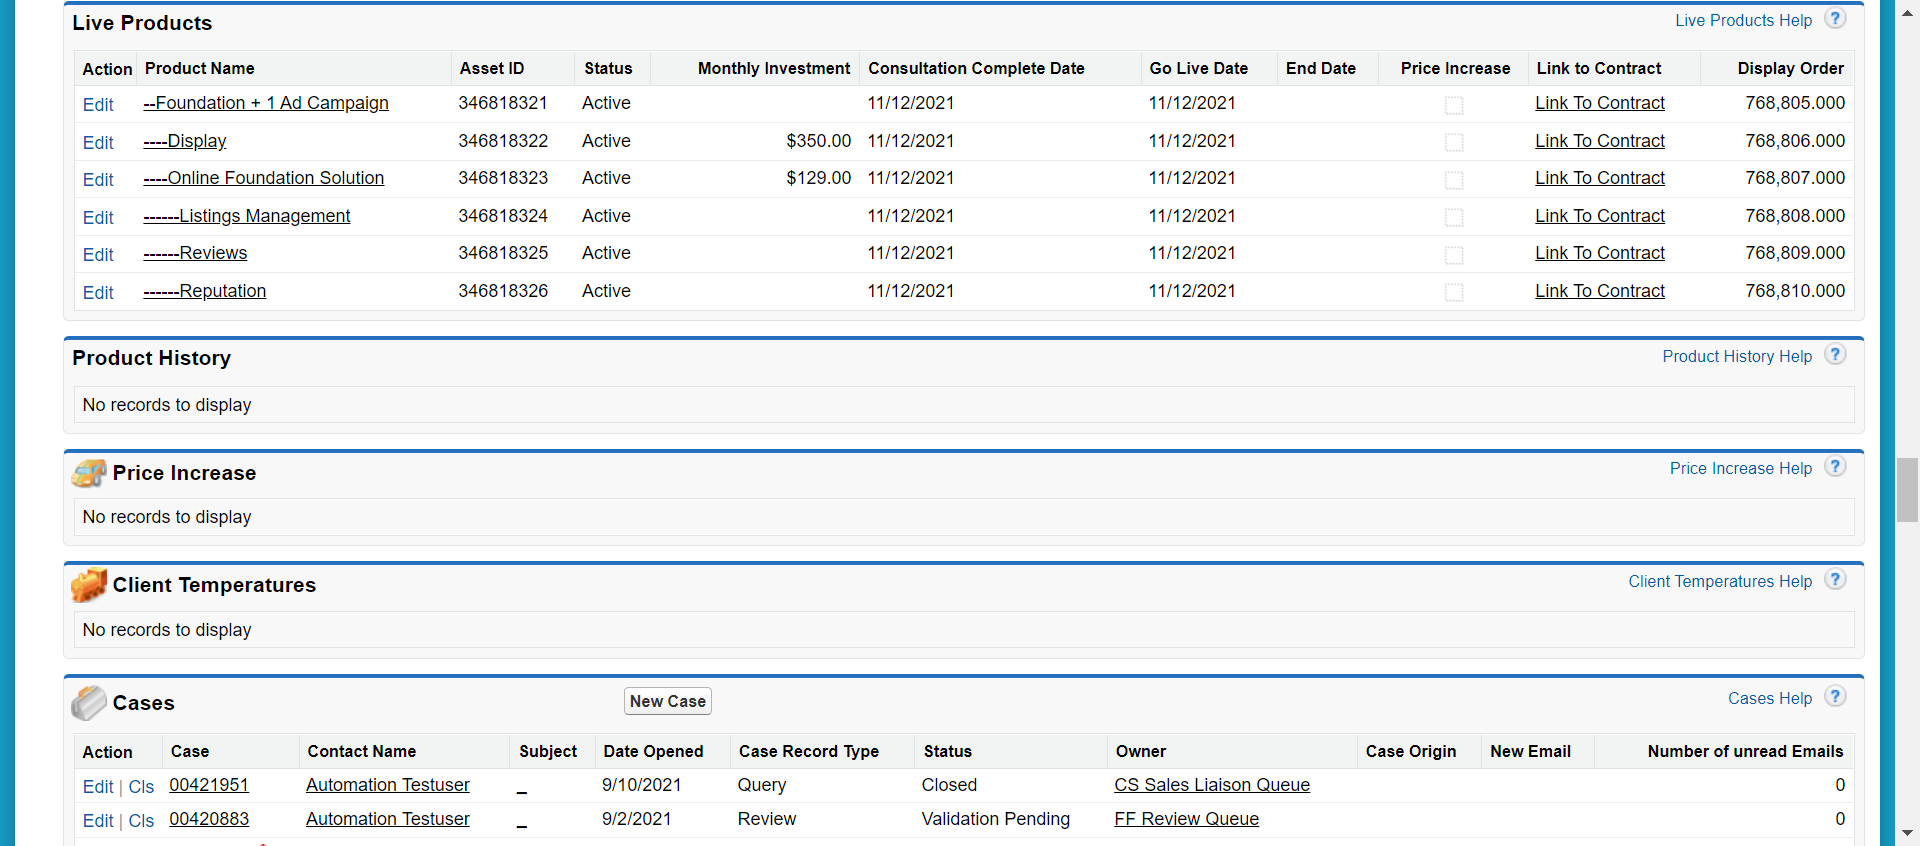 Live Products
Live Products Help ?
Action Product Name Asset ID Status Monthly Investment Consultation Complete Date Go Live Date End Date Price Increase Link to Contract Display Order
Edit --Foundation + 1 Ad Campaign 346818321 Active 11/12/2021 11/12/2021 Link To Contract 768,805.000
Edit ----Display 346818322 Active $350.00 11/12/2021 11/12/2021 Link To Contract 768,806.000
Edit ----Online Foundation Solution 346818323 Active $129.00 11/12/2021 11/12/2021 Link To Contract 768,807.000
Edit ------Listings Management 346818324 Active 11/12/2021 11/12/2021 Link To Contract 768,808.000
Edit ------Reviews 346818325 Active 11/12/2021 11/12/2021 Link To Contract 768,809.000
Edit ------Reputation 346818326 Active 11/12/2021 11/12/2021 Link To Contract 768,810.000
Product History
Product History Help ?
No records to display
Price Increase
Price Increase Help ?
No records to display
Client Temperatures
Client Temperatures Help ?
No records to display
Cases
New Case
Cases Help ?
Action Case Contact Name Subject Date Opened Case Record Type Status Owner Case Origin New Email Number of unread Emails
Edit | Cls 00421951 Automation Testuser _ 9/10/2021 Query Closed CS Sales Liaison Queue 0
Edit | Cls 00420883 Automation Testuser _ 9/2/2021 Review Validation Pending FF Review Queue 0